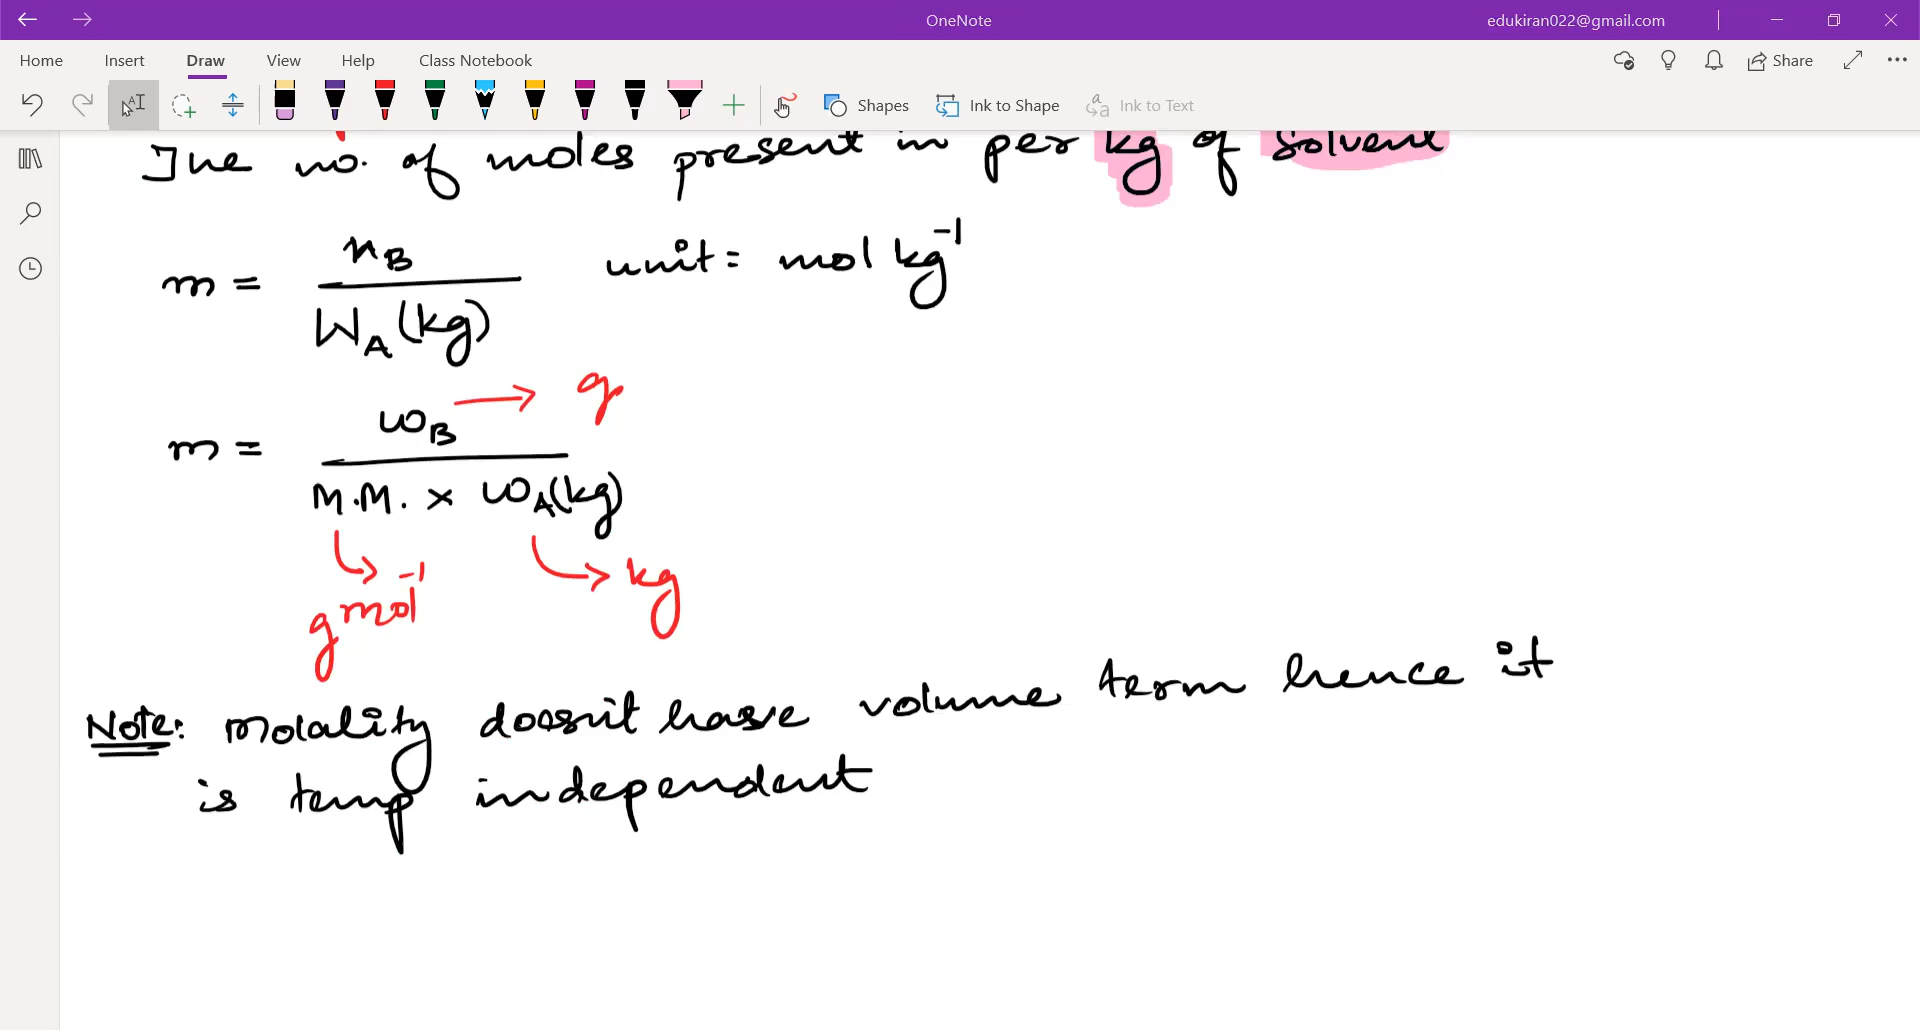 OneNote
edukiran022@gmail.com
Home Insert Draw View Help Class Notebook
Share
Shapes Ink to Shape Ink to Text
The no. of moles present in per kg of solvent
m = nB / WA(kg) unit = mol kg⁻¹
m = wB / M.M. × wA(kg)
→ g
g mol⁻¹
kg
Note: Molality doesn't have volume term hence it
is temp independent